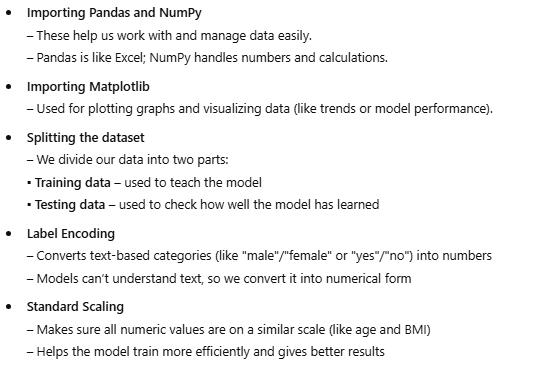 • Importing Pandas and NumPy
– These help us work with and manage data easily.
– Pandas is like Excel; NumPy handles numbers and calculations.
• Importing Matplotlib
– Used for plotting graphs and visualizing data (like trends or model performance).
• Splitting the dataset
– We divide our data into two parts:
• Training data – used to teach the model
• Testing data – used to check how well the model has learned
• Label Encoding
– Converts text-based categories (like "male"/"female" or "yes"/"no") into numbers
– Models can't understand text, so we convert it into numerical form
• Standard Scaling
– Makes sure all numeric values are on a similar scale (like age and BMI)
– Helps the model train more efficiently and gives better results